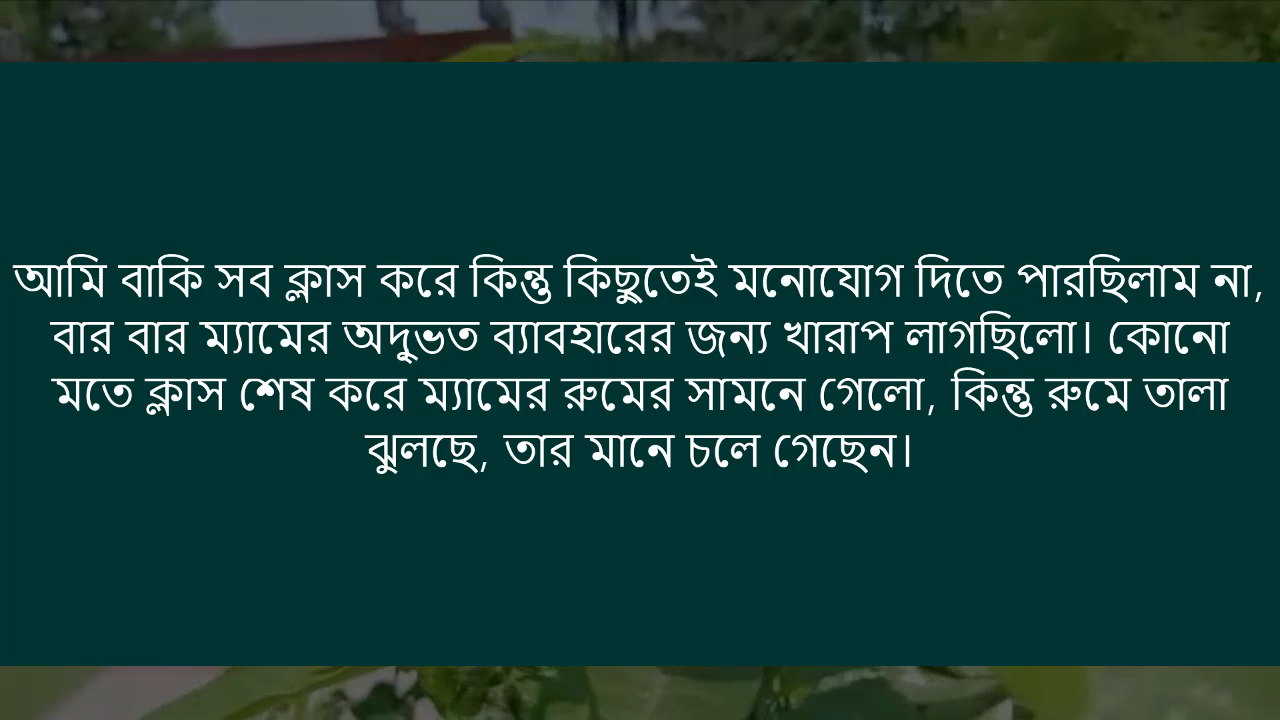 আমি বাকি সব ক্লাস করে কিন্তু কিছুতেই মনোযোগ দিতে পারছিলাম না,
বার বার ম্যামের অদ্ভুত ব্যাবহারের জন্য খারাপ লাগছিলো। কোনো
মতে ক্লাস শেষ করে ম্যামের রুমের সামনে গেলো, কিন্তু রুমে তালা
ঝুলছে, তার মানে চলে গেছেন।